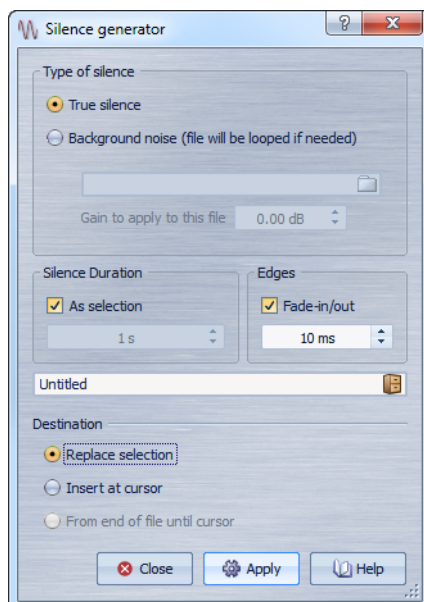 Silence generator
Type of silence
True silence
Background noise (file will be looped if needed)
Gain to apply to this file 0.00 dB
Silence Duration
Edges
As selection
Fade-in/out
1 s
10 ms
Untitled
Destination
Replace selection
Insert at cursor
From end of file until cursor
Close Apply Help